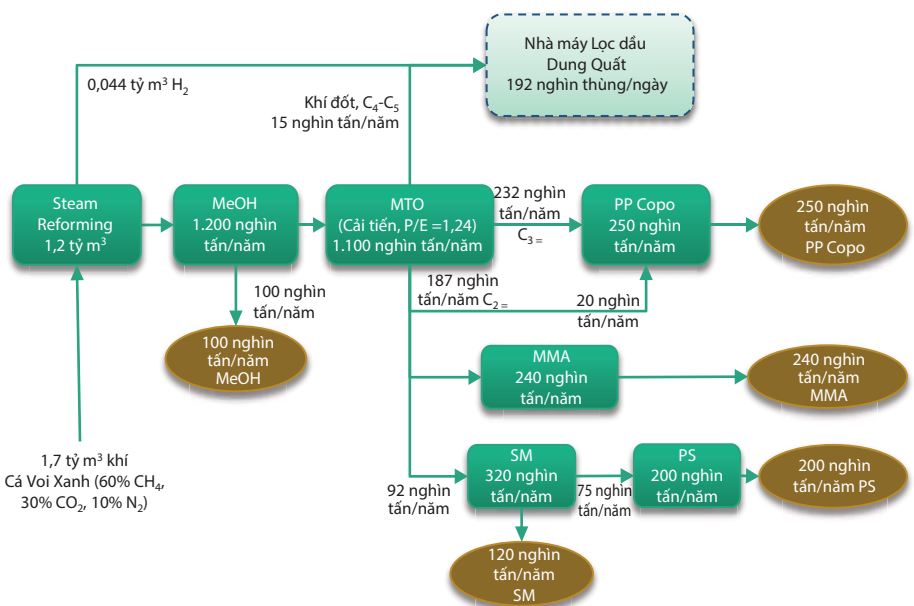 Nhà máy Lọc dầu
Dung Quất
192 nghìn thùng/ngày
0,044 tỷ m³ H₂
Khí đốt, C₄-C₅
15 nghìn tấn/năm
Steam
Reforming
1,2 tỷ m³
MeOH
1.200 nghìn
tấn/năm
MTO
(Cải tiến, P/E =1,24)
1.100 nghìn tấn/năm
232 nghìn
tấn/năm
C₃ =
PP Copo
250 nghìn
tấn/năm
250 nghìn
tấn/năm
PP Copo
100 nghìn
tấn/năm
187 nghìn
tấn/năm C₂ =
20 nghìn
tấn/năm
100 nghìn
tấn/năm
MeOH
MMA
240 nghìn
tấn/năm
240 nghìn
tấn/năm
MMA
1,7 tỷ m³ khí
Cá Voi Xanh (60% CH₄,
30% CO₂, 10% N₂)
92 nghìn
tấn/năm
SM
320 nghìn
tấn/năm
75 nghìn
tấn/năm
PS
200 nghìn
tấn/năm
200 nghìn
tấn/năm PS
120 nghìn
tấn/năm
SM